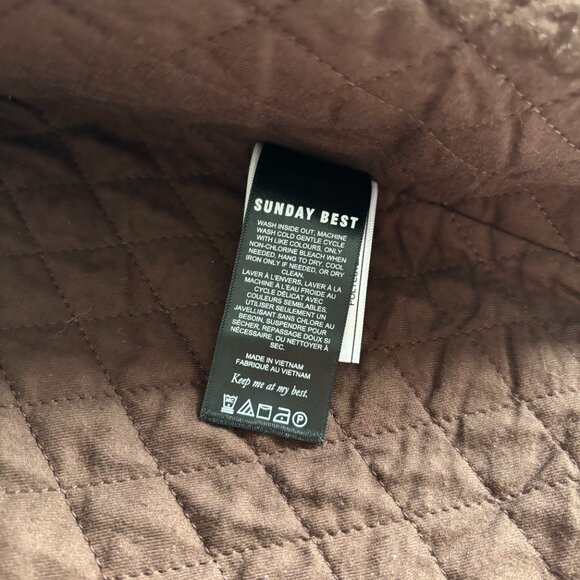 SUNDAY BEST
WASH INSIDE OUT, MACHINE
WASH COLD GENTLE CYCLE
WITH LIKE COLOURS, ONLY
NON-CHLORINE BLEACH WHEN
NEEDED, HANG TO DRY, COOL
IRON ONLY IF NEEDED, OR DRY
CLEAN.
LAVER À L'ENVERS, LAVER À LA
MACHINE À L'EAU FROIDE AU
CYCLE DÉLICAT AVEC
COULEURS SEMBLABLES,
UTILISER SEULEMENT UN
JAVELLISANT SANS CHLORE AU
BESOIN, SUSPENDRE POUR
SÉCHER, REPASSAGE DOUX SI
NÉCESSAIRE, OU NETTOYER À
SEC.
MADE IN VIETNAM
FABRIQUÉ AU VIETNAM
Keep me at my best.
P